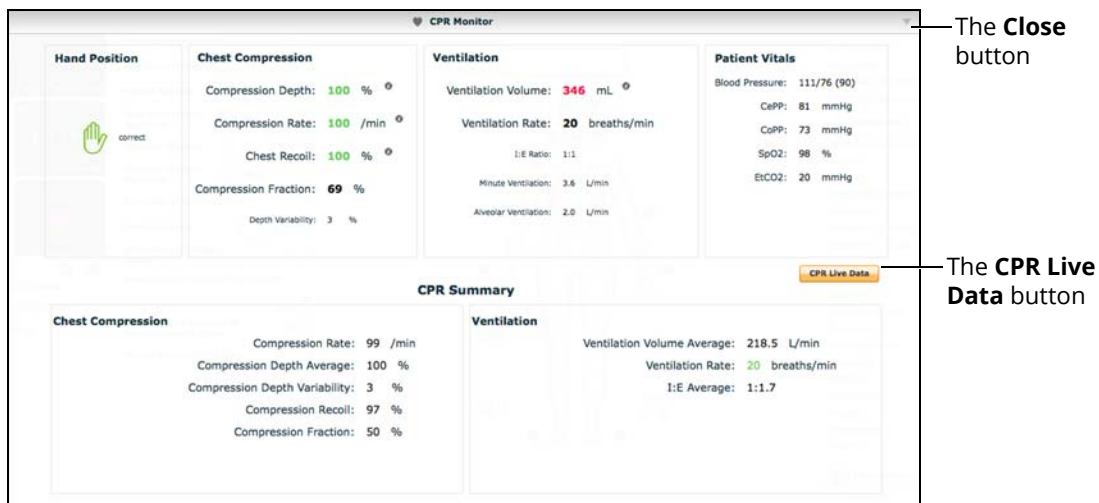 CPR Monitor
The Close
button
Hand Position
correct
Chest Compression
Compression Depth: 100 %
Compression Rate: 100 /min
Chest Recoil: 100 %
Compression Fraction: 69 %
Depth Variability: 3 %
Ventilation
Ventilation Volume: 346 mL
Ventilation Rate: 20 breaths/min
I:E Ratio: 1:1
Minute Ventilation: 3.6 L/min
Alveolar Ventilation: 2.0 L/min
Patient Vitals
Blood Pressure: 111/76 (90)
CePP: 81 mmHg
CoPP: 73 mmHg
SpO2: 98 %
EtCO2: 20 mmHg
CPR Live Data
The CPR Live
Data button
CPR Summary
Chest Compression
Compression Rate: 99 /min
Compression Depth Average: 100 %
Compression Depth Variability: 3 %
Compression Recoil: 97 %
Compression Fraction: 50 %
Ventilation
Ventilation Volume Average: 218.5 L/min
Ventilation Rate: 20 breaths/min
I:E Average: 1:1.7